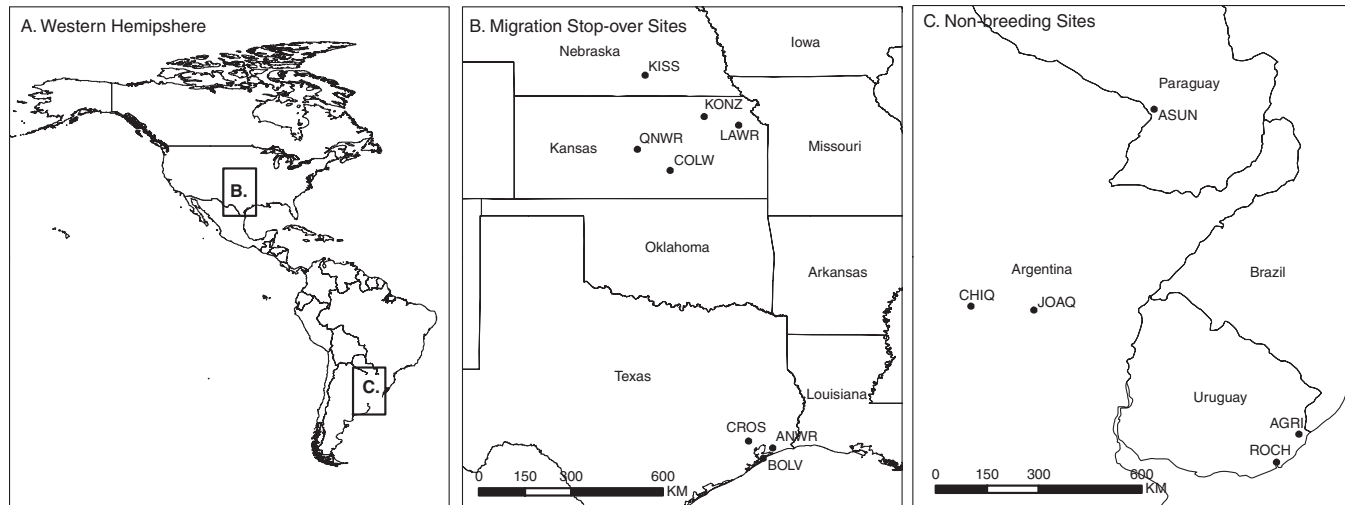 A. Western Hemipshere
B.
C.
B. Migration Stop-over Sites
Nebraska
Iowa
KISS
KONZ
LAWR
QNWR
Kansas
COLW
Missouri
Oklahoma
Arkansas
Texas
Louisiana
CROS
ANWR
BOLV
0 150 300 600
KM
C. Non-breeding Sites
Paraguay
ASUN
Argentina
Brazil
CHIQ
JOAQ
Uruguay
AGRI
ROCH
0 150 300 600
KM